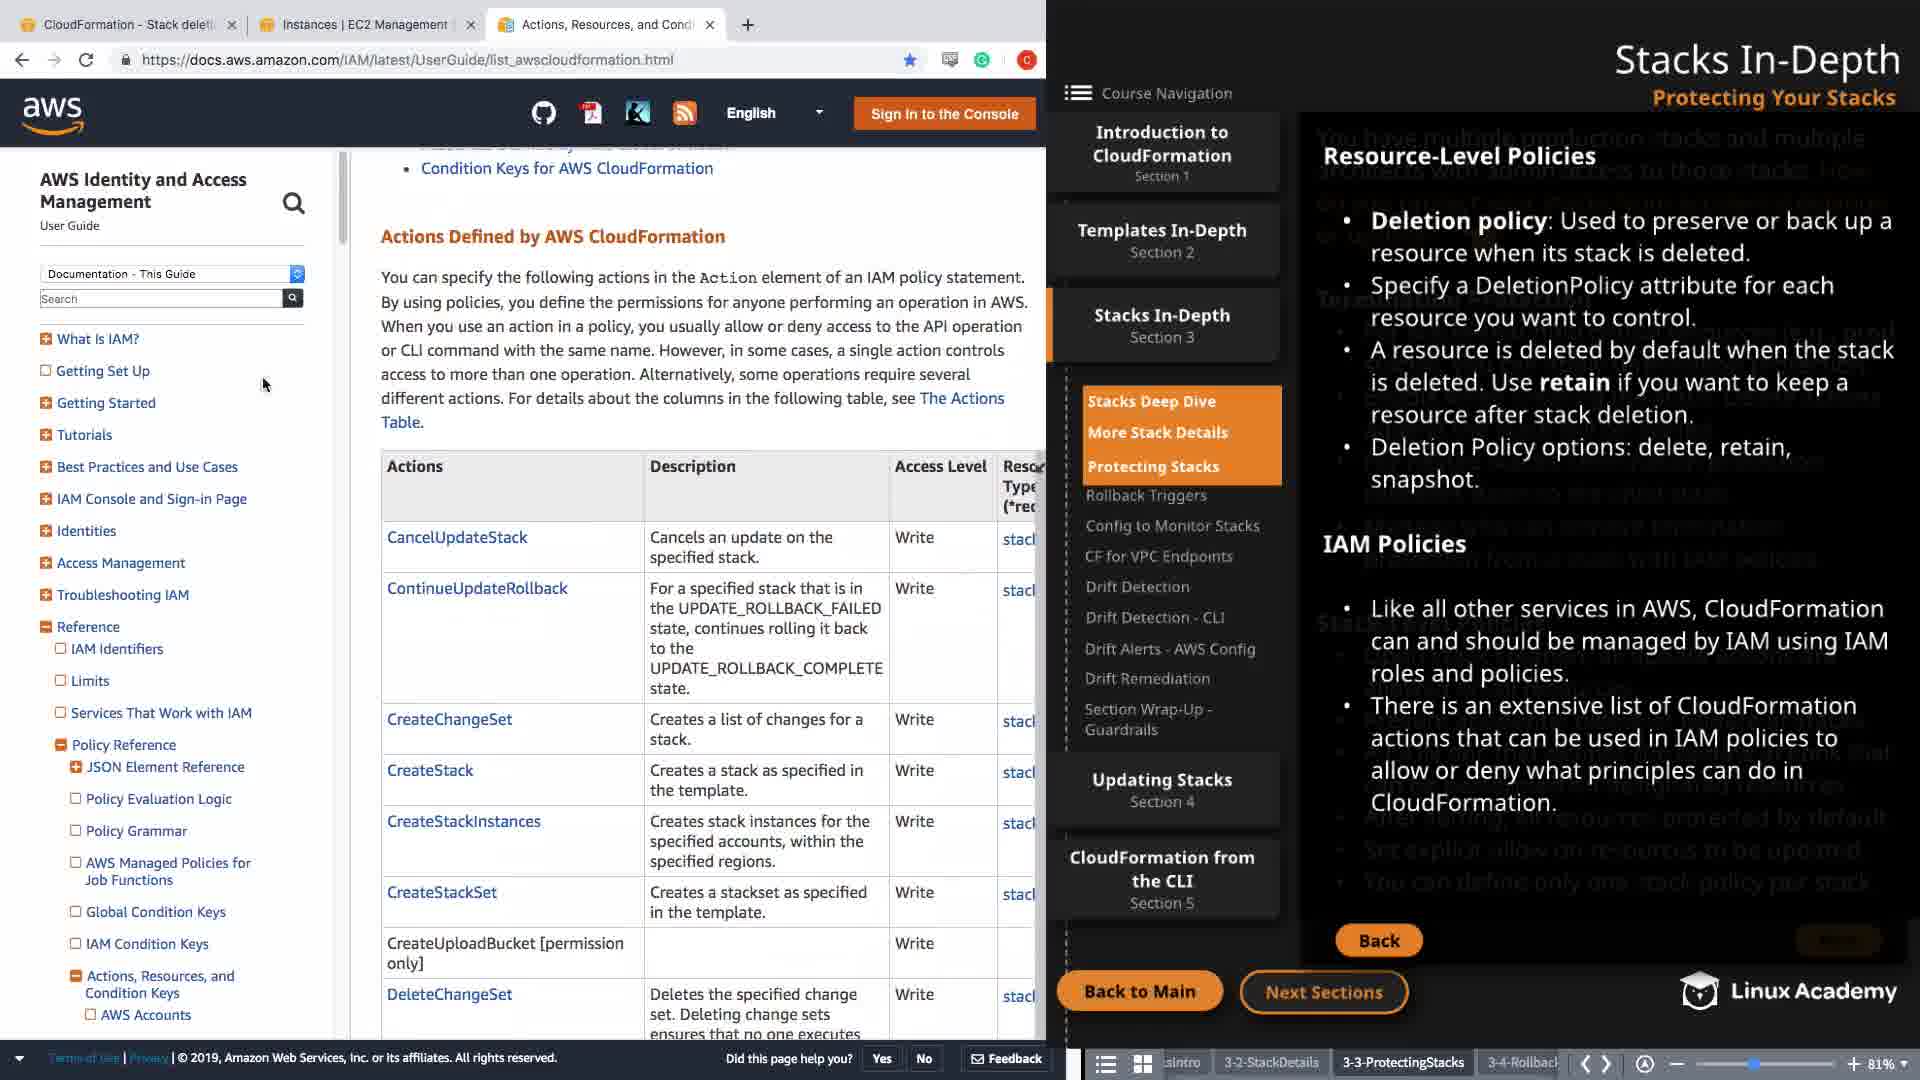 CloudFormation - Stack deleti
Instances | EC2 Management
Actions, Resources, and Condi
https://docs.aws.amazon.com/IAM/latest/UserGuide/list_awscloudformation.html
C
aws
English
Sign In to the Console
AWS Identity and Access
Management
User Guide
Documentation - This Guide
Search
What Is IAM?
Getting Set Up
Getting Started
Tutorials
Best Practices and Use Cases
IAM Console and Sign-in Page
Identities
Access Management
Troubleshooting IAM
Reference
IAM Identifiers
Limits
Services That Work with IAM
Policy Reference
JSON Element Reference
Policy Evaluation Logic
Policy Grammar
AWS Managed Policies for
Job Functions
Global Condition Keys
IAM Condition Keys
Actions, Resources, and
Condition Keys
AWS Accounts
• Condition Keys for AWS CloudFormation
Actions Defined by AWS CloudFormation
You can specify the following actions in the Action element of an IAM policy statement.
By using policies, you define the permissions for anyone performing an operation in AWS.
When you use an action in a policy, you usually allow or deny access to the API operation
or CLI command with the same name. However, in some cases, a single action controls
access to more than one operation. Alternatively, some operations require several
different actions. For details about the columns in the following table, see The Actions
Table.
Actions Description Access Level Reso
Type
(*rec
CancelUpdateStack Cancels an update on the Write stack
specified stack.
ContinueUpdateRollback For a specified stack that is in Write stack
the UPDATE_ROLLBACK_FAILED
state, continues rolling it back
to the
UPDATE_ROLLBACK_COMPLETE
state.
CreateChangeSet Creates a list of changes for a Write stack
stack.
CreateStack Creates a stack as specified in Write stack
the template.
CreateStackInstances Creates stack instances for the Write stack
specified accounts, within the
specified regions.
CreateStackSet Creates a stackset as specified Write stack
in the template.
CreateUploadBucket [permission Write
only]
DeleteChangeSet Deletes the specified change Write stack
set. Deleting change sets
ensures that no one executes
Terms of Use | Privacy | © 2019, Amazon Web Services, Inc. or its affiliates. All rights reserved.
Did this page help you? Yes No Feedback
Stacks In-Depth
Protecting Your Stacks
Course Navigation
Introduction to
CloudFormation
Section 1
Templates In-Depth
Section 2
Stacks In-Depth
Section 3
Stacks Deep Dive
More Stack Details
Protecting Stacks
Rollback Triggers
Config to Monitor Stacks
CF for VPC Endpoints
Drift Detection
Drift Detection - CLI
Drift Alerts - AWS Config
Drift Remediation
Section Wrap-Up -
Guardrails
Updating Stacks
Section 4
CloudFormation from
the CLI
Section 5
Back to Main
Next Sections
Resource-Level Policies
• Deletion policy: Used to preserve or back up a
resource when its stack is deleted.
• Specify a DeletionPolicy attribute for each
resource you want to control.
• A resource is deleted by default when the stack
is deleted. Use retain if you want to keep a
resource after stack deletion.
• Deletion Policy options: delete, retain,
snapshot.
IAM Policies
• Like all other services in AWS, CloudFormation
can and should be managed by IAM using IAM
roles and policies.
• There is an extensive list of CloudFormation
actions that can be used in IAM policies to
allow or deny what principles can do in
CloudFormation.
• You can define only one stack policy per stack
Back
Linux Academy
3-2-StackDetails 3-3-ProtectingStacks 3-4-Rollback 81%